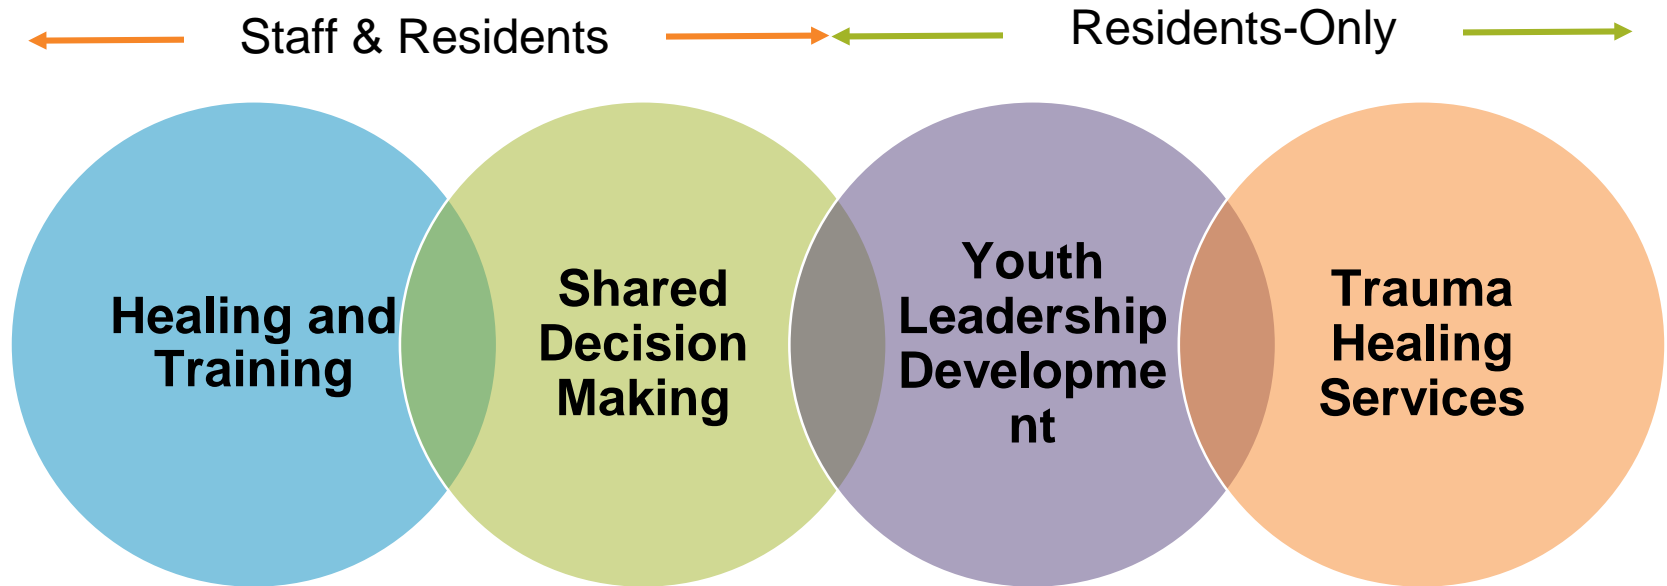 Staff & Residents
Residents-Only
Healing and
Training
Shared
Decision
Making
Youth
Leadership
Developme
nt
Trauma
Healing
Services